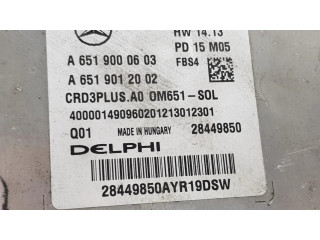 HW 14.13
PD 15 M05
A 651 900 06 03
FBS4
A 651 901 20 02
CRD3PLUS.A0 OM651-SOL
40000149096020121301 2301
Q01 MADE IN HUNGARY 28449850
DELPHI
28449850AYR19DSW